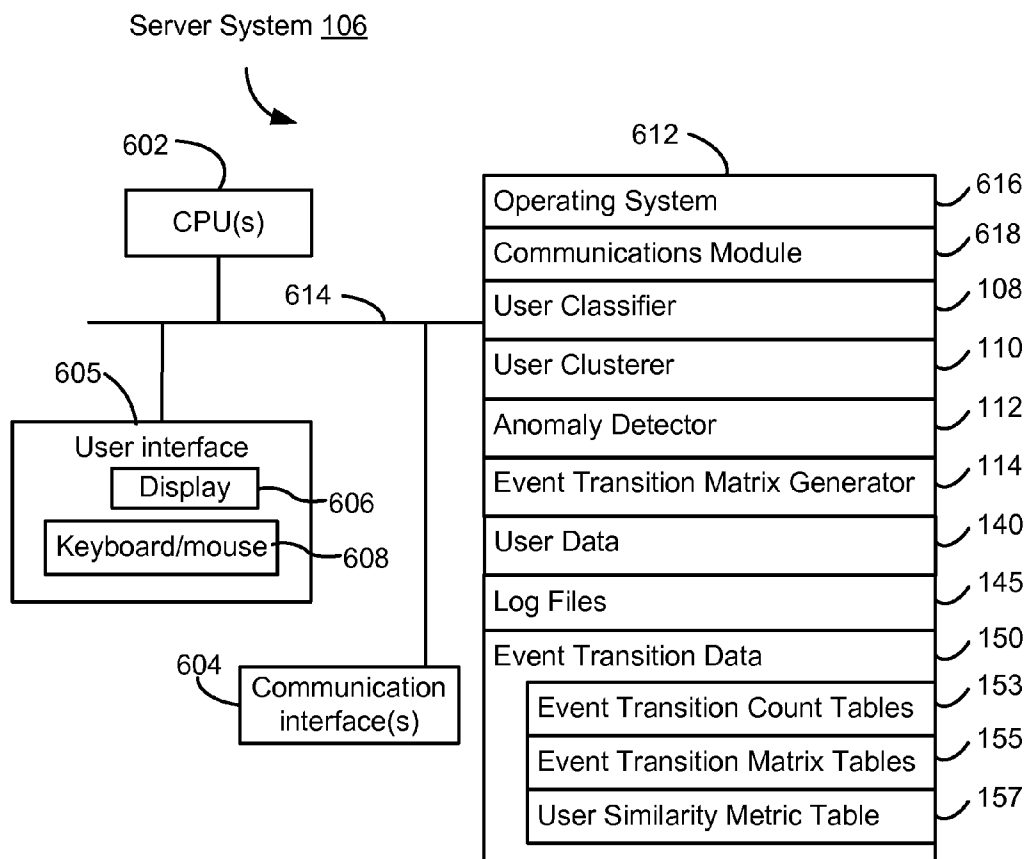 Server System 106
602
CPU(s)
614
605
User interface
Display
606
Keyboard/mouse
608
604
Communication
interface(s)
612
Operating System
616
Communications Module
618
User Classifier
108
User Clusterer
110
Anomaly Detector
112
Event Transition Matrix Generator
114
User Data
140
Log Files
145
Event Transition Data
150
Event Transition Count Tables
153
Event Transition Matrix Tables
155
User Similarity Metric Table
157